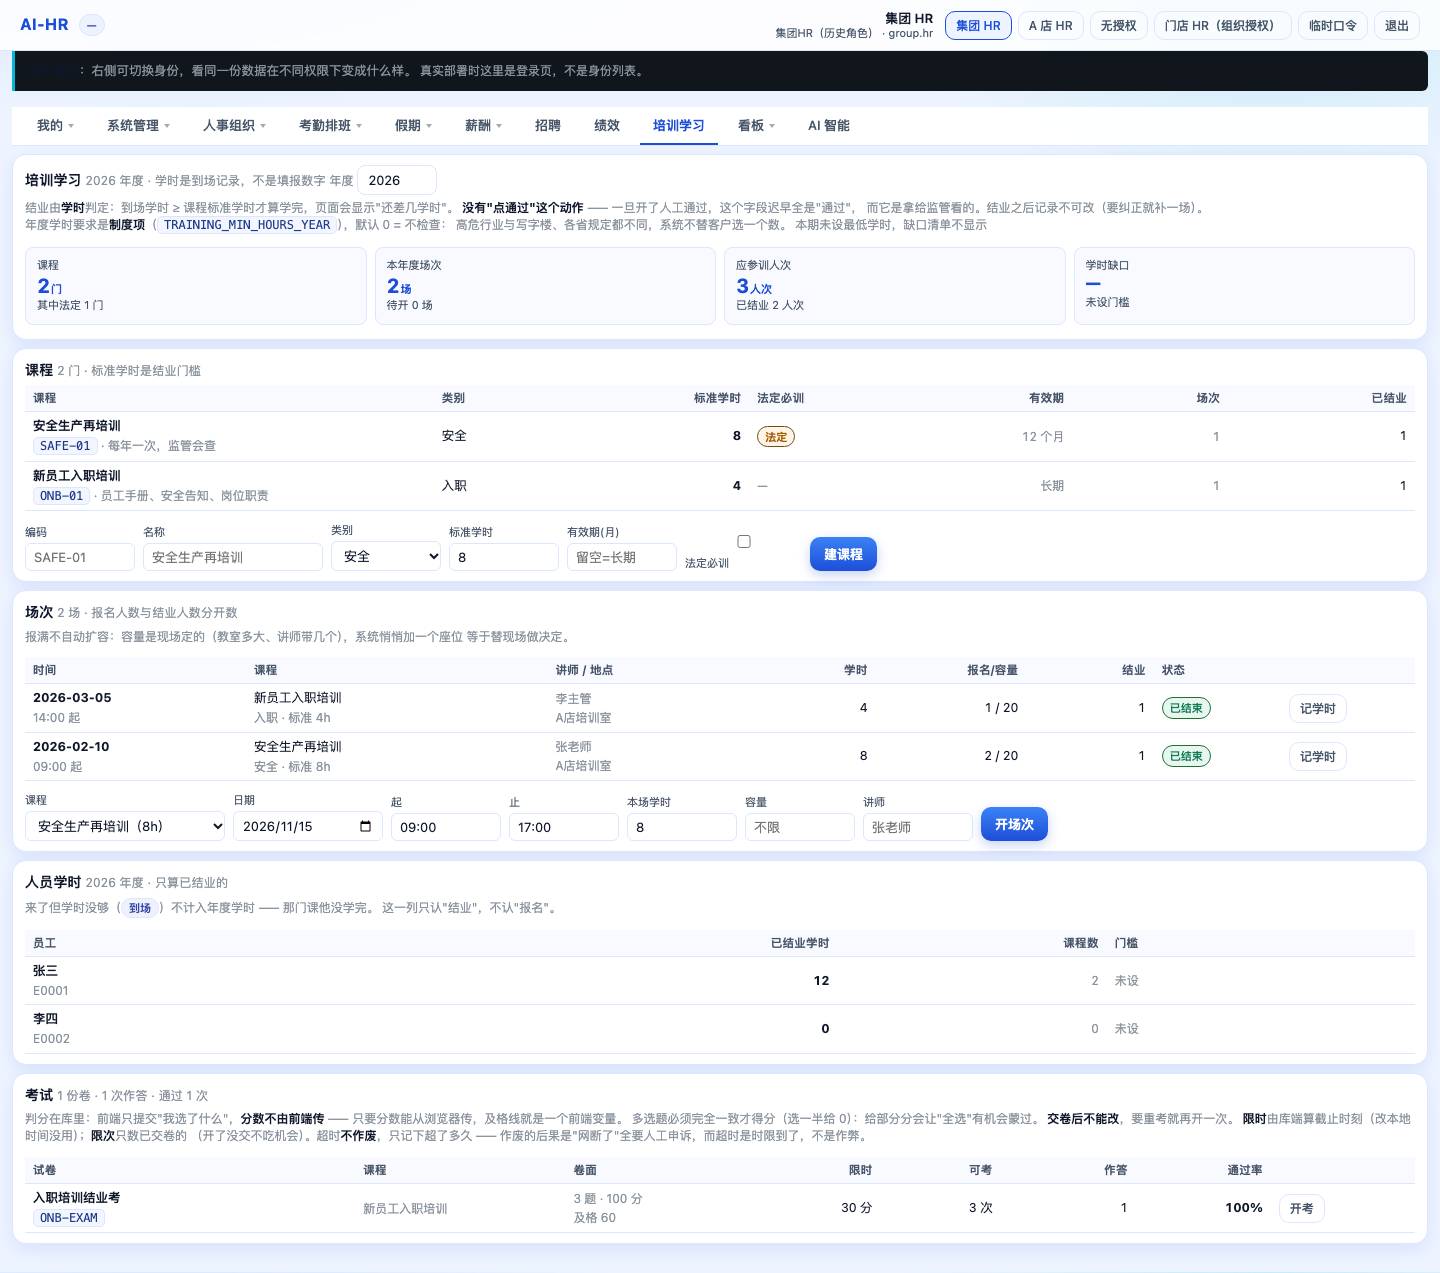 AI-HR
—
集团 HR
集团HR（历史角色） · group.hr
集团 HR
A 店 HR
无授权
门店 HR（组织授权）
临时口令
退出
：右侧可切换身份，看同一份数据在不同权限下变成什么样。 真实部署时这里是登录页，不是身份列表。
我的
系统管理
人事组织
考勤排班
假期
薪酬
招聘
绩效
培训学习
看板
AI 智能
培训学习 2026 年度 · 学时是到场记录，不是填报数字 年度 2026
结业由学时判定：到场学时 ≥ 课程标准学时才算学完，页面会显示"还差几学时"。 没有"点通过"这个动作 —— 一旦开了人工通过，这个字段迟早全是"通过"， 而它是拿给监管看的。结业之后记录不可改（要纠正就补一场）。
年度学时要求是制度项（TRAINING_MIN_HOURS_YEAR），默认 0 = 不检查： 高危行业与写字楼、各省规定都不同，系统不替客户选一个数。 本期未设最低学时，缺口清单不显示
课程
2门
其中法定 1 门
本年度场次
2场
待开 0 场
应参训人次
3人次
已结业 2 人次
学时缺口
—
未设门槛
课程 2 门 · 标准学时是结业门槛
课程 类别 标准学时 法定必训 有效期 场次 已结业
安全生产再培训
SAFE-01 · 每年一次，监管会查
安全 8 法定 12 个月 1 1
新员工入职培训
ONB-01 · 员工手册、安全告知、岗位职责
入职 4 — 长期 1 1
编码 名称 类别 标准学时 有效期(月)
SAFE-01 安全生产再培训 安全 8 留空=长期 法定必训 建课程
场次 2 场 · 报名人数与结业人数分开数
报满不自动扩容：容量是现场定的（教室多大、讲师带几个），系统悄悄加一个座位 等于替现场做决定。
时间 课程 讲师 / 地点 学时 报名/容量 结业 状态
2026-03-05 新员工入职培训 李主管
14:00 起 入职 · 标准 4h A店培训室
4 1 / 20 1 已结束 记学时
2026-02-10 安全生产再培训 张老师
09:00 起 安全 · 标准 8h A店培训室
8 2 / 20 1 已结束 记学时
课程 日期 起 止 本场学时 容量 讲师
安全生产再培训（8h） 2026/11/15 09:00 17:00 8 不限 张老师 开场次
人员学时 2026 年度 · 只算已结业的
来了但学时没够（到场）不计入年度学时 —— 那门课他没学完。 这一列只认"结业"，不认"报名"。
员工 已结业学时 课程数 门槛
张三
E0001
12 2 未设
李四
E0002
0 0 未设
考试 1 份卷 · 1 次作答 · 通过 1 次
判分在库里：前端只提交"我选了什么"，分数不由前端传 —— 只要分数能从浏览器传，及格线就是一个前端变量。 多选题必须完全一致才得分（选一半给 0）：给部分分会让"全选"有机会蒙过。 交卷后不能改，要重考就再开一次。 限时由库端算截止时刻（改本地
时间没用）；限次只数已交卷的 （开了没交不吃机会）。超时不作废，只记下超了多久 —— 作废的后果是"网断了"全要人工申诉，而超时是时限到了，不是作弊。
试卷 课程 卷面 限时 可考 作答 通过率
入职培训结业考
ONB-EXAM
新员工入职培训
3 题 · 100 分
及格 60
30 分 3 次 1 100% 开考